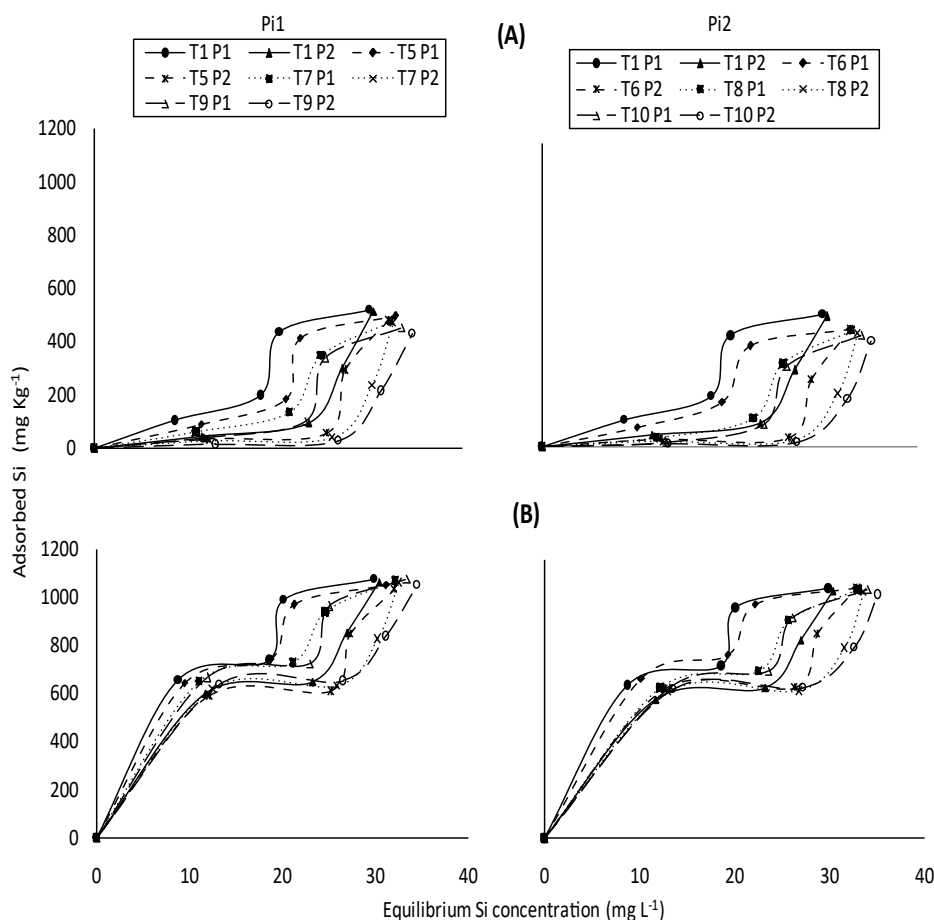 Pi1
T1 P1 T1 P2 T5 P1
T5 P2 T7 P1 T7 P2
T9 P1 T9 P2
(A)
Pi2
T1 P1 T1 P2 T6 P1
T6 P2 T8 P1 T8 P2
T10 P1 T10 P2
1200
1000
800
600
400
200
0
Adsorbed Si (mg Kg⁻¹)
(B)
1200
1000
800
600
400
200
0
0 10 20 30 40
0 10 20 30 40
Equilibrium Si concentration (mg L⁻¹)